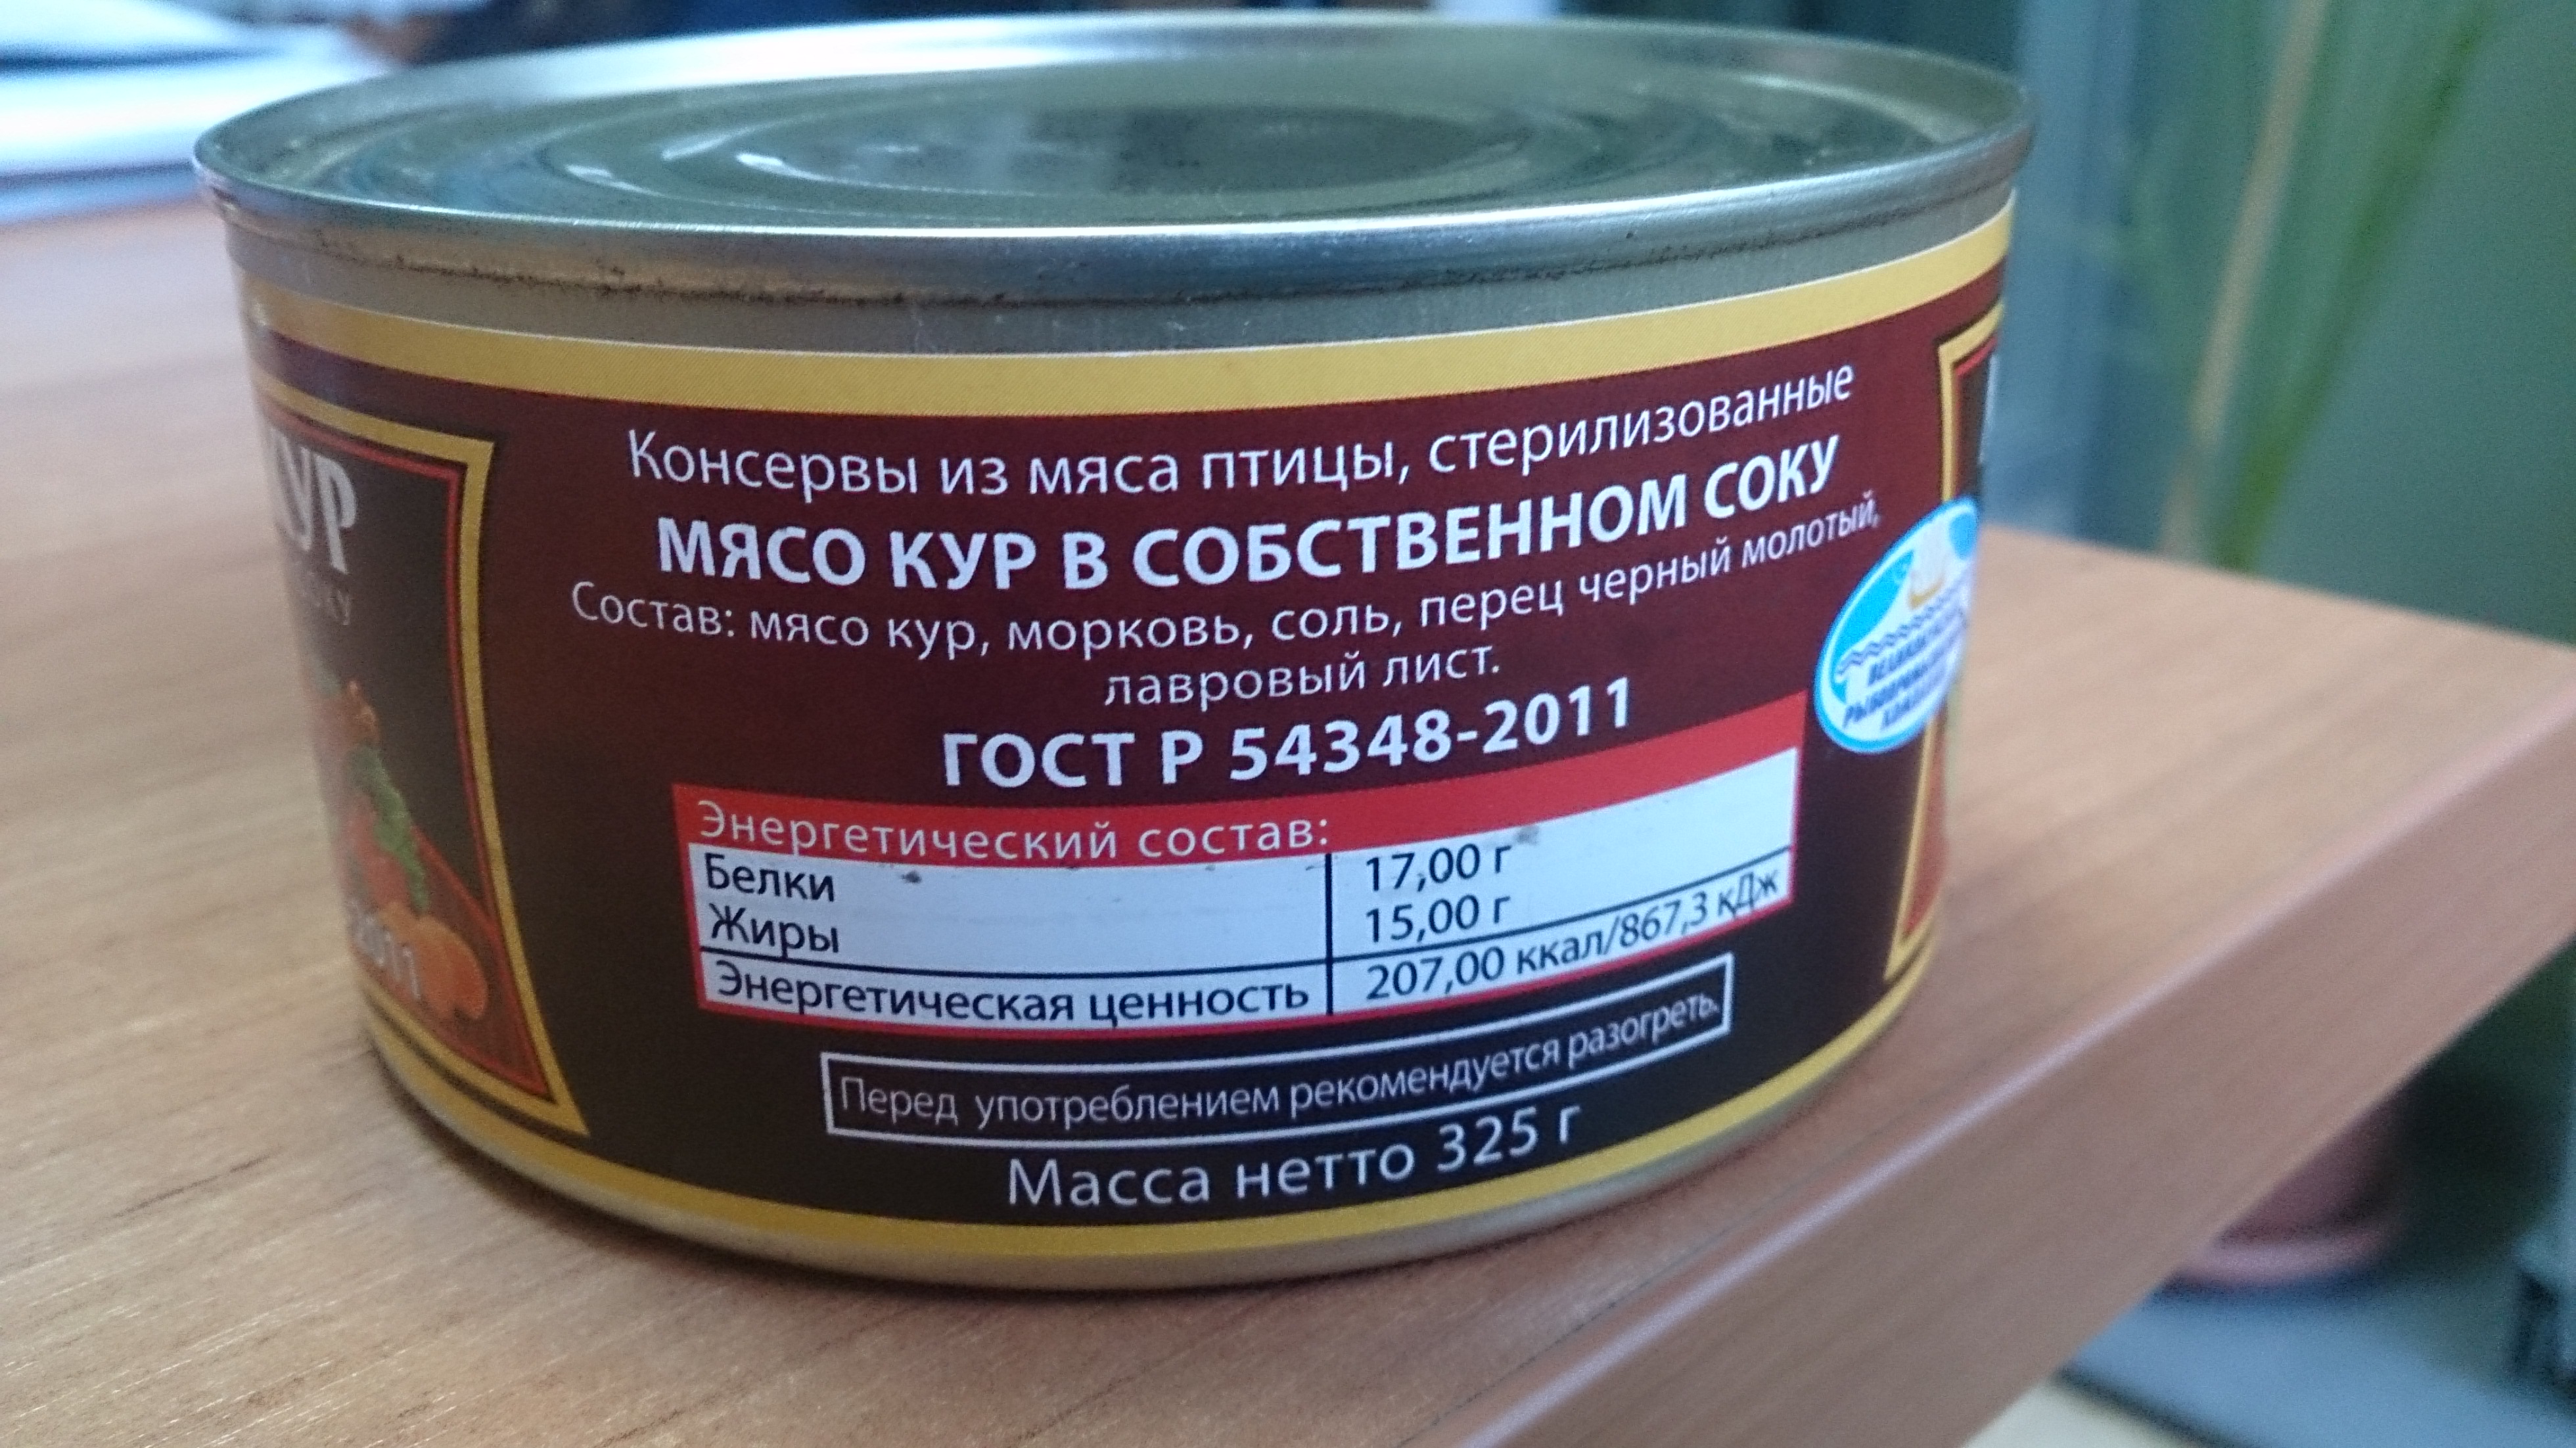 КУР
соку
2011
Консервы из мяса птицы, стерилизованные
МЯСО КУР В СОБСТВЕННОМ СОКУ
Состав: мясо кур, морковь, соль, перец черный молотый,
лавровый лист.
ГОСТ Р 54348-2011
Энергетический состав:
Белки 17,00 г
Жиры 15,00 г
Энергетическая ценность 207,00 ккал/867,3 кДж
Перед употреблением рекомендуется разогреть.
Масса нетто 325 г